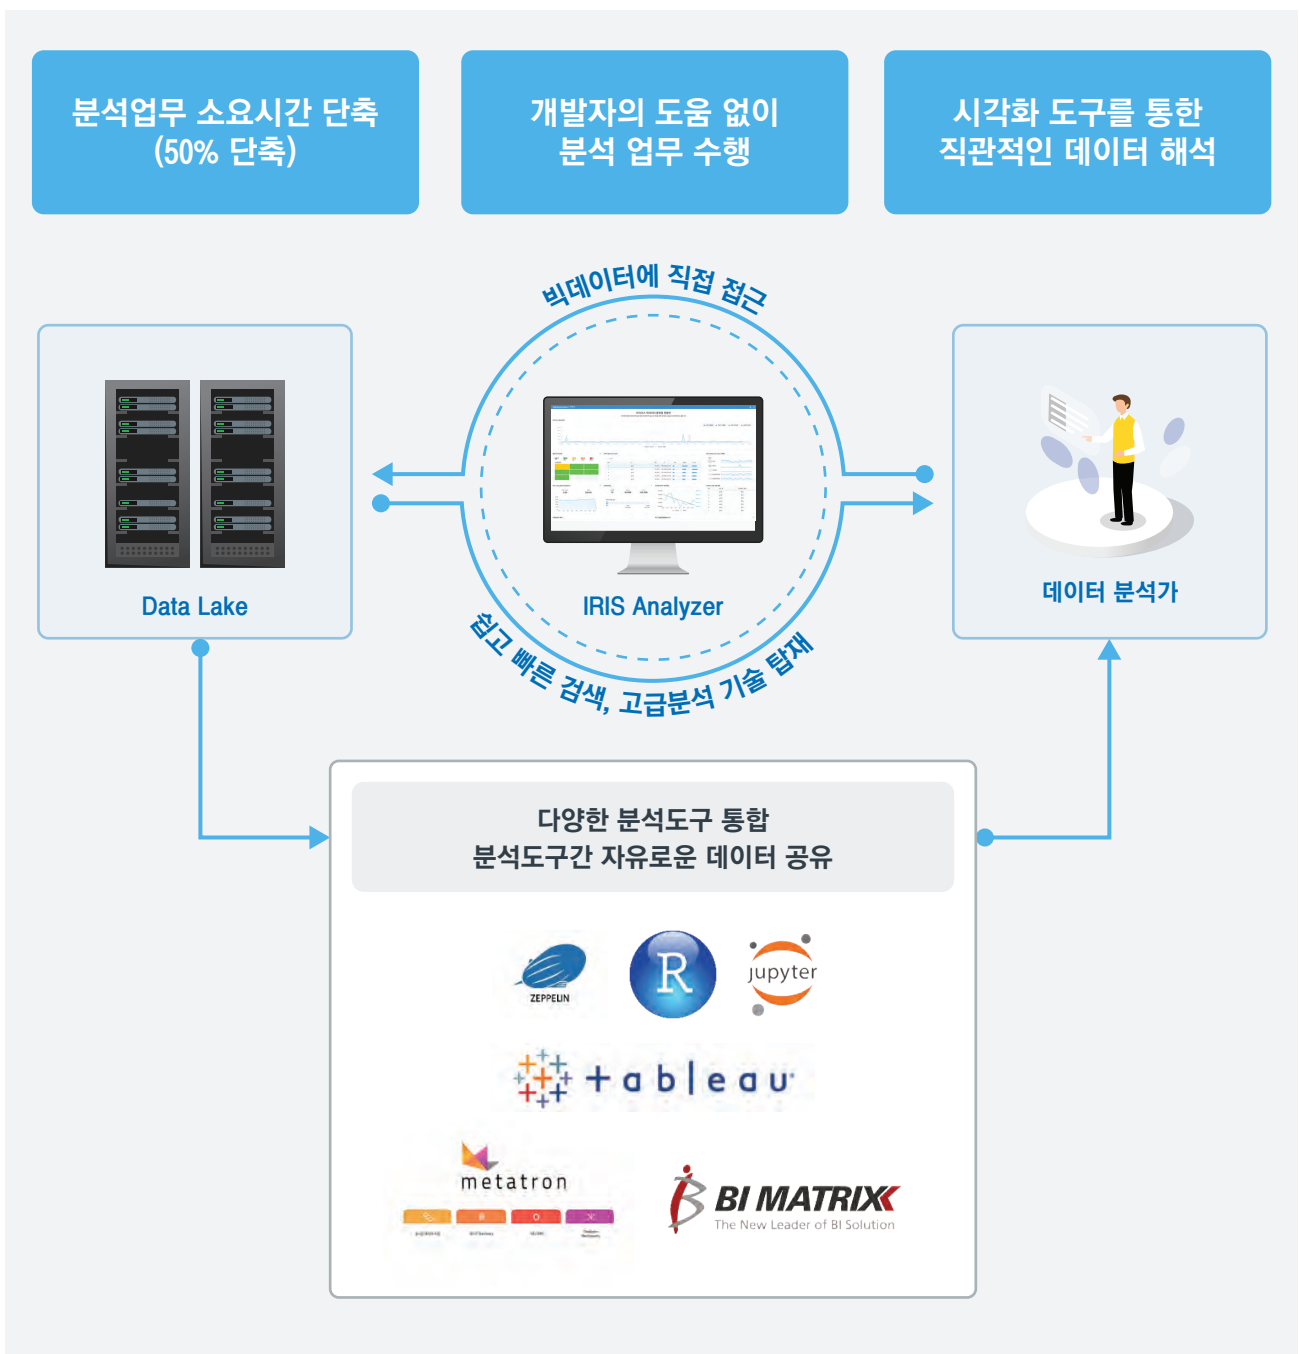 분석업무 소요시간 단축
(50% 단축)
개발자의 도움 없이
분석 업무 수행
시각화 도구를 통한
직관적인 데이터 해석
빅데이터에 직접 접근
Data Lake
IRIS Analyzer
데이터 분석가
쉽고 빠른 검색, 고급분석 기술 탑재
다양한 분석도구 통합
분석도구간 자유로운 데이터 공유
ZEPPELIN
R
jupyter
+ableau
metatron
BI MATRIX
The New Leader of BI Solution